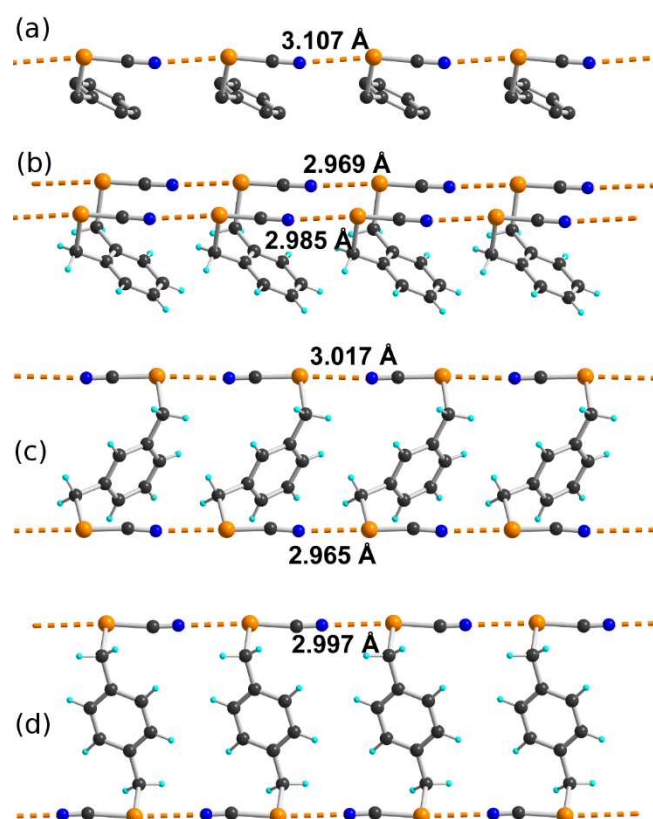 (a)
3.107 Å
(b)
2.969 Å
2.985 Å
3.017 Å
(c)
2.965 Å
2.997 Å
(d)